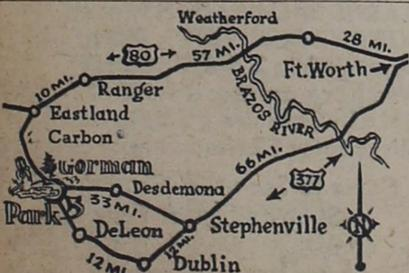 Weatherford
80
57 MI.
28 MI.
Ft. Worth
10 MI.
Ranger
BRAZOS RIVER
Eastland
Carbon
Gorman
66 MI.
377
Park
33 MI.
Desdemona
DeLeon
Stephenville
N
12 MI.
12 MI.
Dublin